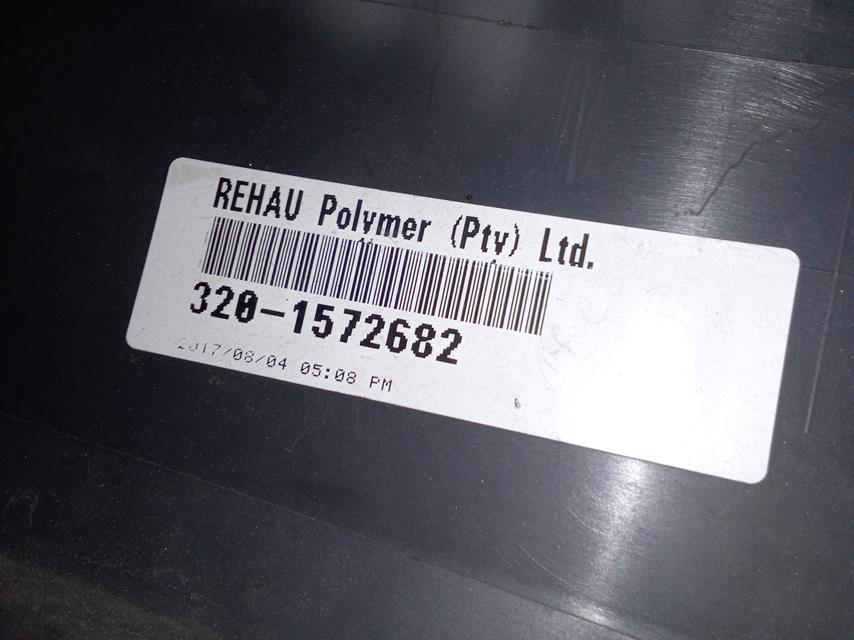 REHAU Polymer (Pty) Ltd.
320-1572682
2017/08/04 05:08 PM